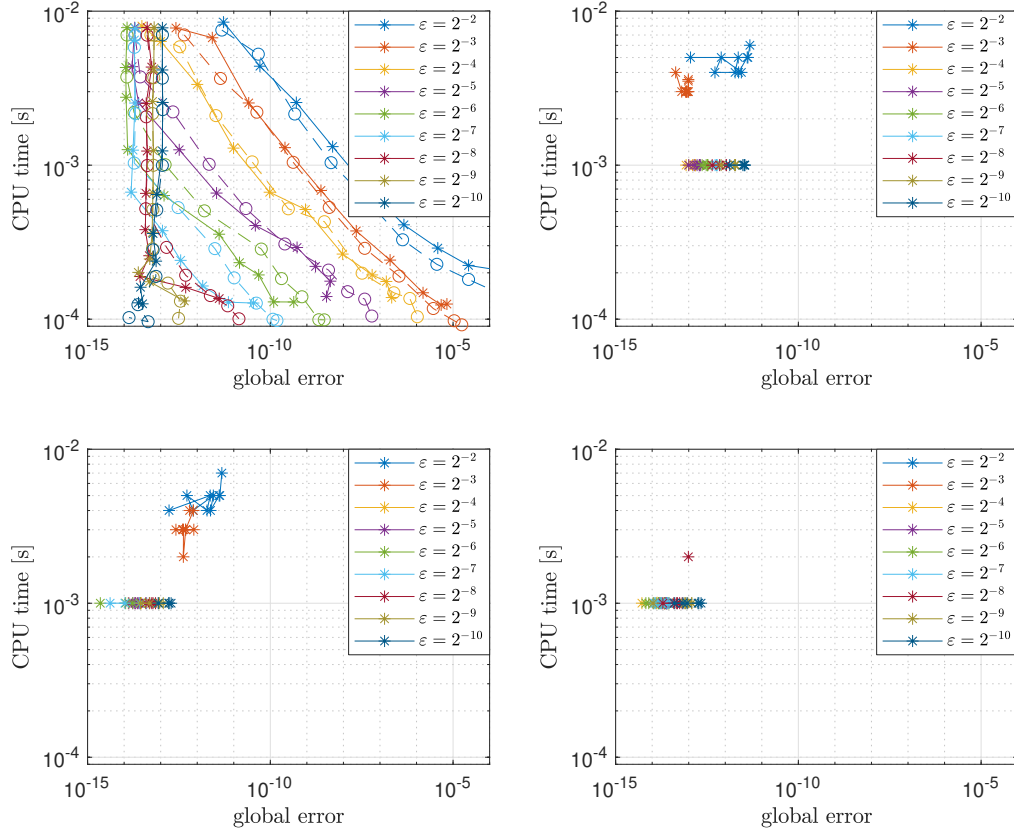 10^{-2}
10^{-3}
10^{-4}
CPU time [s]
10^{-15}
10^{-10}
10^{-5}
global error
ε = 2^{-2}
ε = 2^{-3}
ε = 2^{-4}
ε = 2^{-5}
ε = 2^{-6}
ε = 2^{-7}
ε = 2^{-8}
ε = 2^{-9}
ε = 2^{-10}
10^{-2}
10^{-3}
10^{-4}
CPU time [s]
10^{-15}
10^{-10}
10^{-5}
global error
ε = 2^{-2}
ε = 2^{-3}
ε = 2^{-4}
ε = 2^{-5}
ε = 2^{-6}
ε = 2^{-7}
ε = 2^{-8}
ε = 2^{-9}
ε = 2^{-10}
10^{-2}
10^{-3}
10^{-4}
CPU time [s]
10^{-15}
10^{-10}
10^{-5}
global error
ε = 2^{-2}
ε = 2^{-3}
ε = 2^{-4}
ε = 2^{-5}
ε = 2^{-6}
ε = 2^{-7}
ε = 2^{-8}
ε = 2^{-9}
ε = 2^{-10}
10^{-2}
10^{-3}
10^{-4}
CPU time [s]
10^{-15}
10^{-10}
10^{-5}
global error
ε = 2^{-2}
ε = 2^{-3}
ε = 2^{-4}
ε = 2^{-5}
ε = 2^{-6}
ε = 2^{-7}
ε = 2^{-8}
ε = 2^{-9}
ε = 2^{-10}